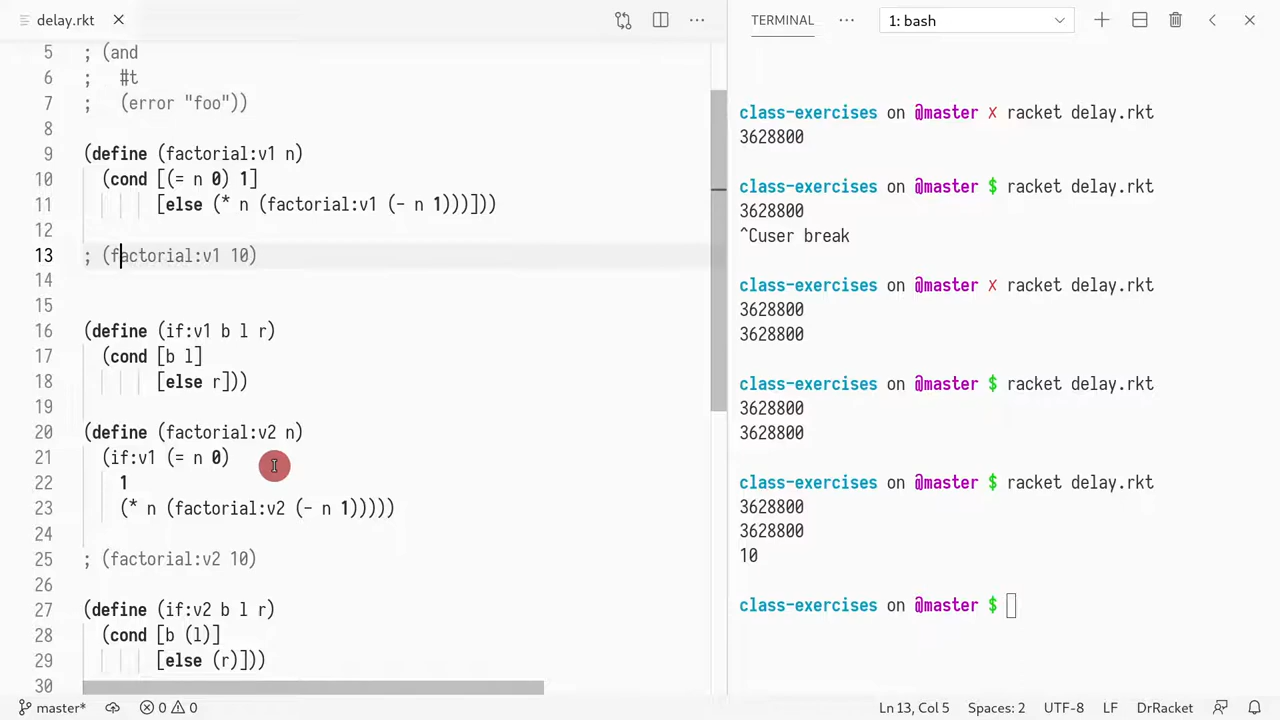 delay.rkt
5 ; (and
6 ;   #t
7 ;   (error "foo"))
8
9 (define (factorial:v1 n)
10   (cond [(= n 0) 1]
11         [else (* n (factorial:v1 (- n 1)))]))
12
13 ; (factorial:v1 10)
14
15
16 (define (if:v1 b l r)
17   (cond [b l]
18         [else r]))
19
20 (define (factorial:v2 n)
21   (if:v1 (= n 0)
22     1
23     (* n (factorial:v2 (- n 1)))))
24
25 ; (factorial:v2 10)
26
27 (define (if:v2 b l r)
28   (cond [b (l)]
29         [else (r)]))
30
TERMINAL
1: bash
class-exercises on @master ✗ racket delay.rkt
3628800
class-exercises on @master $ racket delay.rkt
3628800
^Cuser break
class-exercises on @master ✗ racket delay.rkt
3628800
3628800
class-exercises on @master $ racket delay.rkt
3628800
3628800
class-exercises on @master $ racket delay.rkt
3628800
3628800
10
class-exercises on @master $
master* 0 0 Ln 13, Col 5 Spaces: 2 UTF-8 LF DrRacket